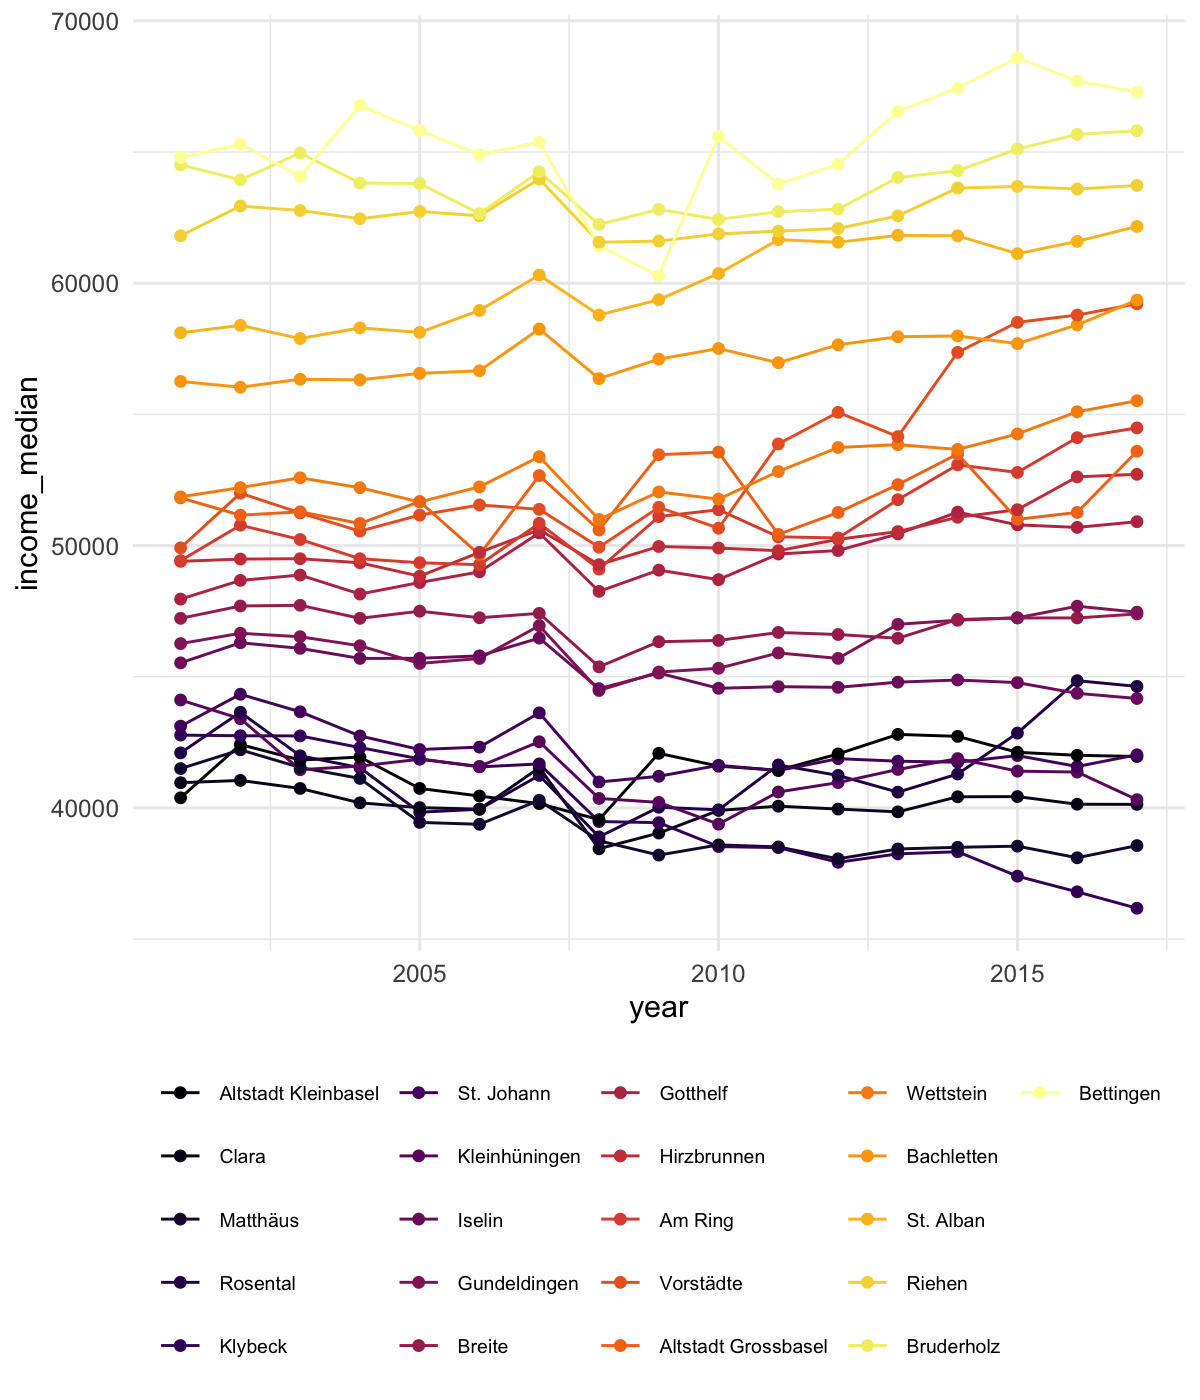 70000
60000
50000
40000
income_median
2005 2010 2015
year
Altstadt Kleinbasel St. Johann Gotthelf Wettstein Bettingen
Clara Kleinhüningen Hirzbrunnen Bachletten
Matthäus Iselin Am Ring St. Alban
Rosental Gundeldingen Vorstädte Riehen
Klybeck Breite Altstadt Grossbasel Bruderholz